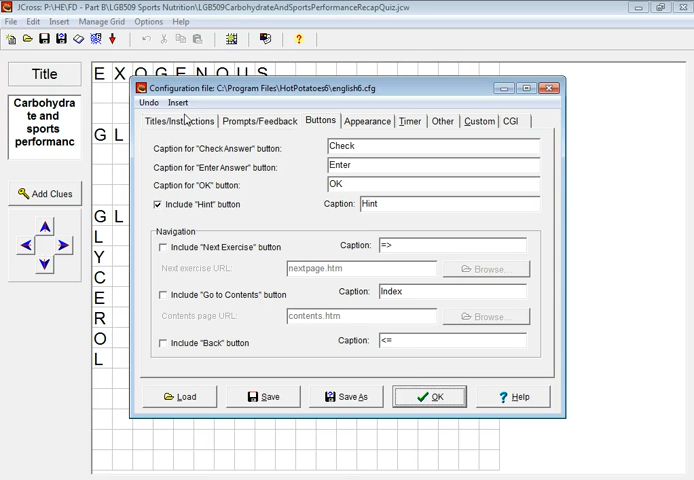 JCross: P:\HE\FD - Part B\LGB509 Sports Nutrition\LGB509CarbohydrateAndSportsPerformanceRecapQuiz.jcw
File Edit Insert Manage Grid Options Help
Title
Carbohydra
te and
sports
performanc
Add Clues
E X O G E N O U S
G L
G L
L
Y
C
E
R
O
L
Configuration file: C:\Program Files\HotPotatoes6\english6.cfg
Undo Insert
Titles/Instructions Prompts/Feedback Buttons Appearance Timer Other Custom CGI
Caption for "Check Answer" button: Check
Caption for "Enter Answer" button: Enter
Caption for "OK" button: OK
Include "Hint" button Caption: Hint
Navigation
Include "Next Exercise" button Caption: =>
Next exercise URL: nextpage.htm Browse...
Include "Go to Contents" button Caption: Index
Contents page URL: contents.htm Browse...
Include "Back" button Caption: <=
Load Save Save As OK Help